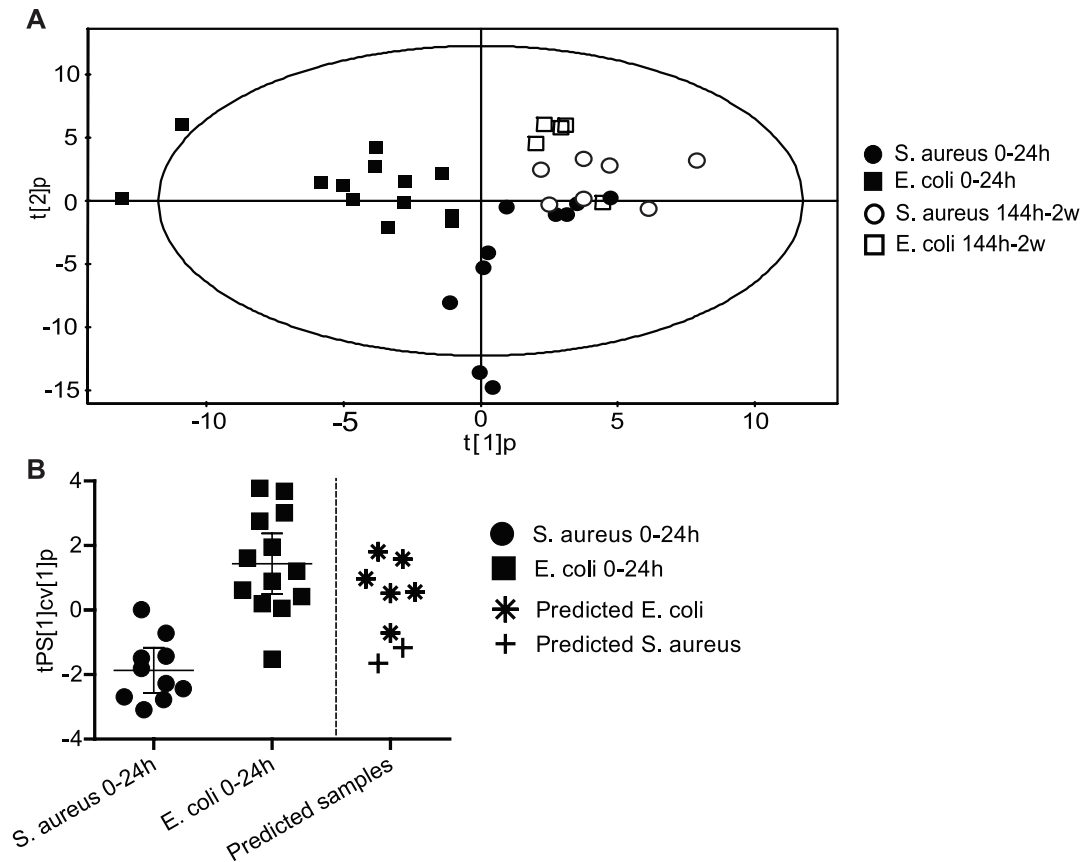 A
10
5
0
-5
-10
-15
t[2]p
-10
-5
0
5
10
t[1]p
S. aureus 0-24h
E. coli 0-24h
S. aureus 144h-2w
E. coli 144h-2w
B
4
2
0
-2
-4
tPS[1]cv[1]p
S. aureus 0-24h
E. coli 0-24h
Predicted samples
S. aureus 0-24h
E. coli 0-24h
Predicted E. coli
Predicted S. aureus